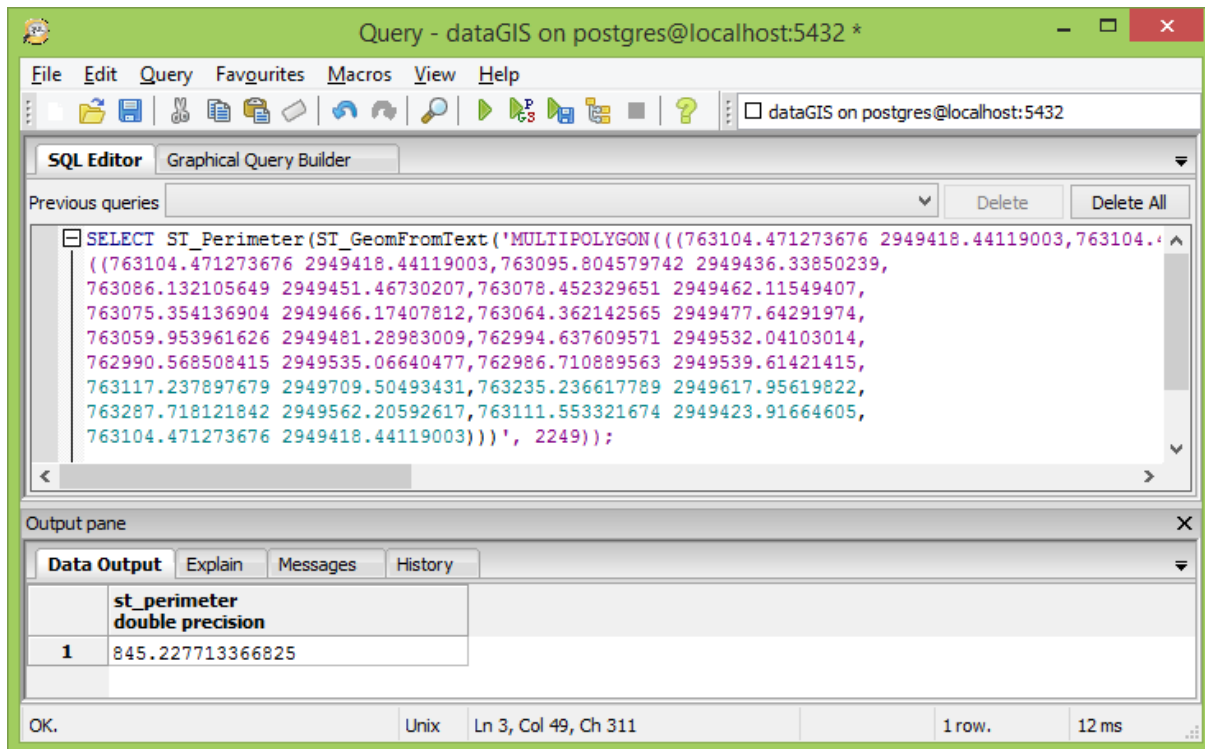 Query - dataGIS on postgres@localhost:5432 *
File Edit Query Favourites Macros View Help
dataGIS on postgres@localhost:5432
SQL Editor Graphical Query Builder
Previous queries Delete Delete All
SELECT ST_Perimeter(ST_GeomFromText('MULTIPOLYGON(((763104.471273676 2949418.44119003,763104.4
((763104.471273676 2949418.44119003,763095.804579742 2949436.33850239,
763086.132105649 2949451.46730207,763078.452329651 2949462.11549407,
763075.354136904 2949466.17407812,763064.362142565 2949477.64291974,
763059.953961626 2949481.28983009,762994.637609571 2949532.04103014,
762990.568508415 2949535.06640477,762986.710889563 2949539.61421415,
763117.237897679 2949709.50493431,763235.236617789 2949617.95619822,
763287.718121842 2949562.20592617,763111.553321674 2949423.91664605,
763104.471273676 2949418.44119003)))', 2249));
Output pane
Data Output Explain Messages History
st_perimeter
double precision
1 845.227713366825
OK. Unix Ln 3, Col 49, Ch 311 1 row. 12 ms